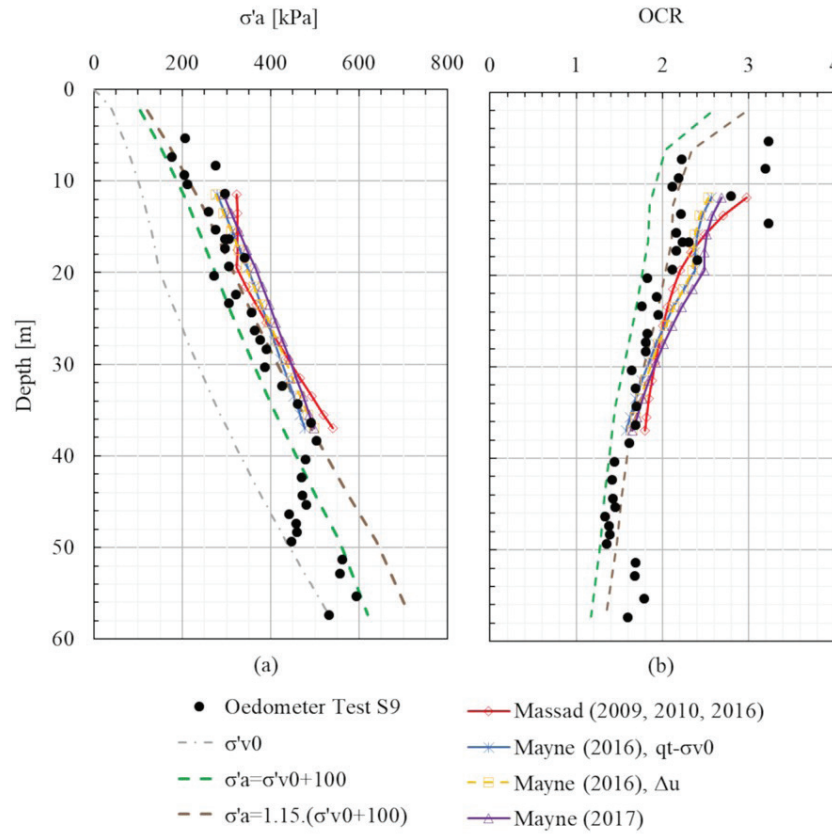 σ'a [kPa] OCR
0 200 400 600 800 0 1 2 3 4
0
10
20
30
40
50
60
Depth [m]
(a) (b)
Oedometer Test S9
σ'v0
σ'a=σ'v0+100
σ'a=1.15.(σ'v0+100)
Massad (2009, 2010, 2016)
Mayne (2016), qt-σv0
Mayne (2016), Δu
Mayne (2017)